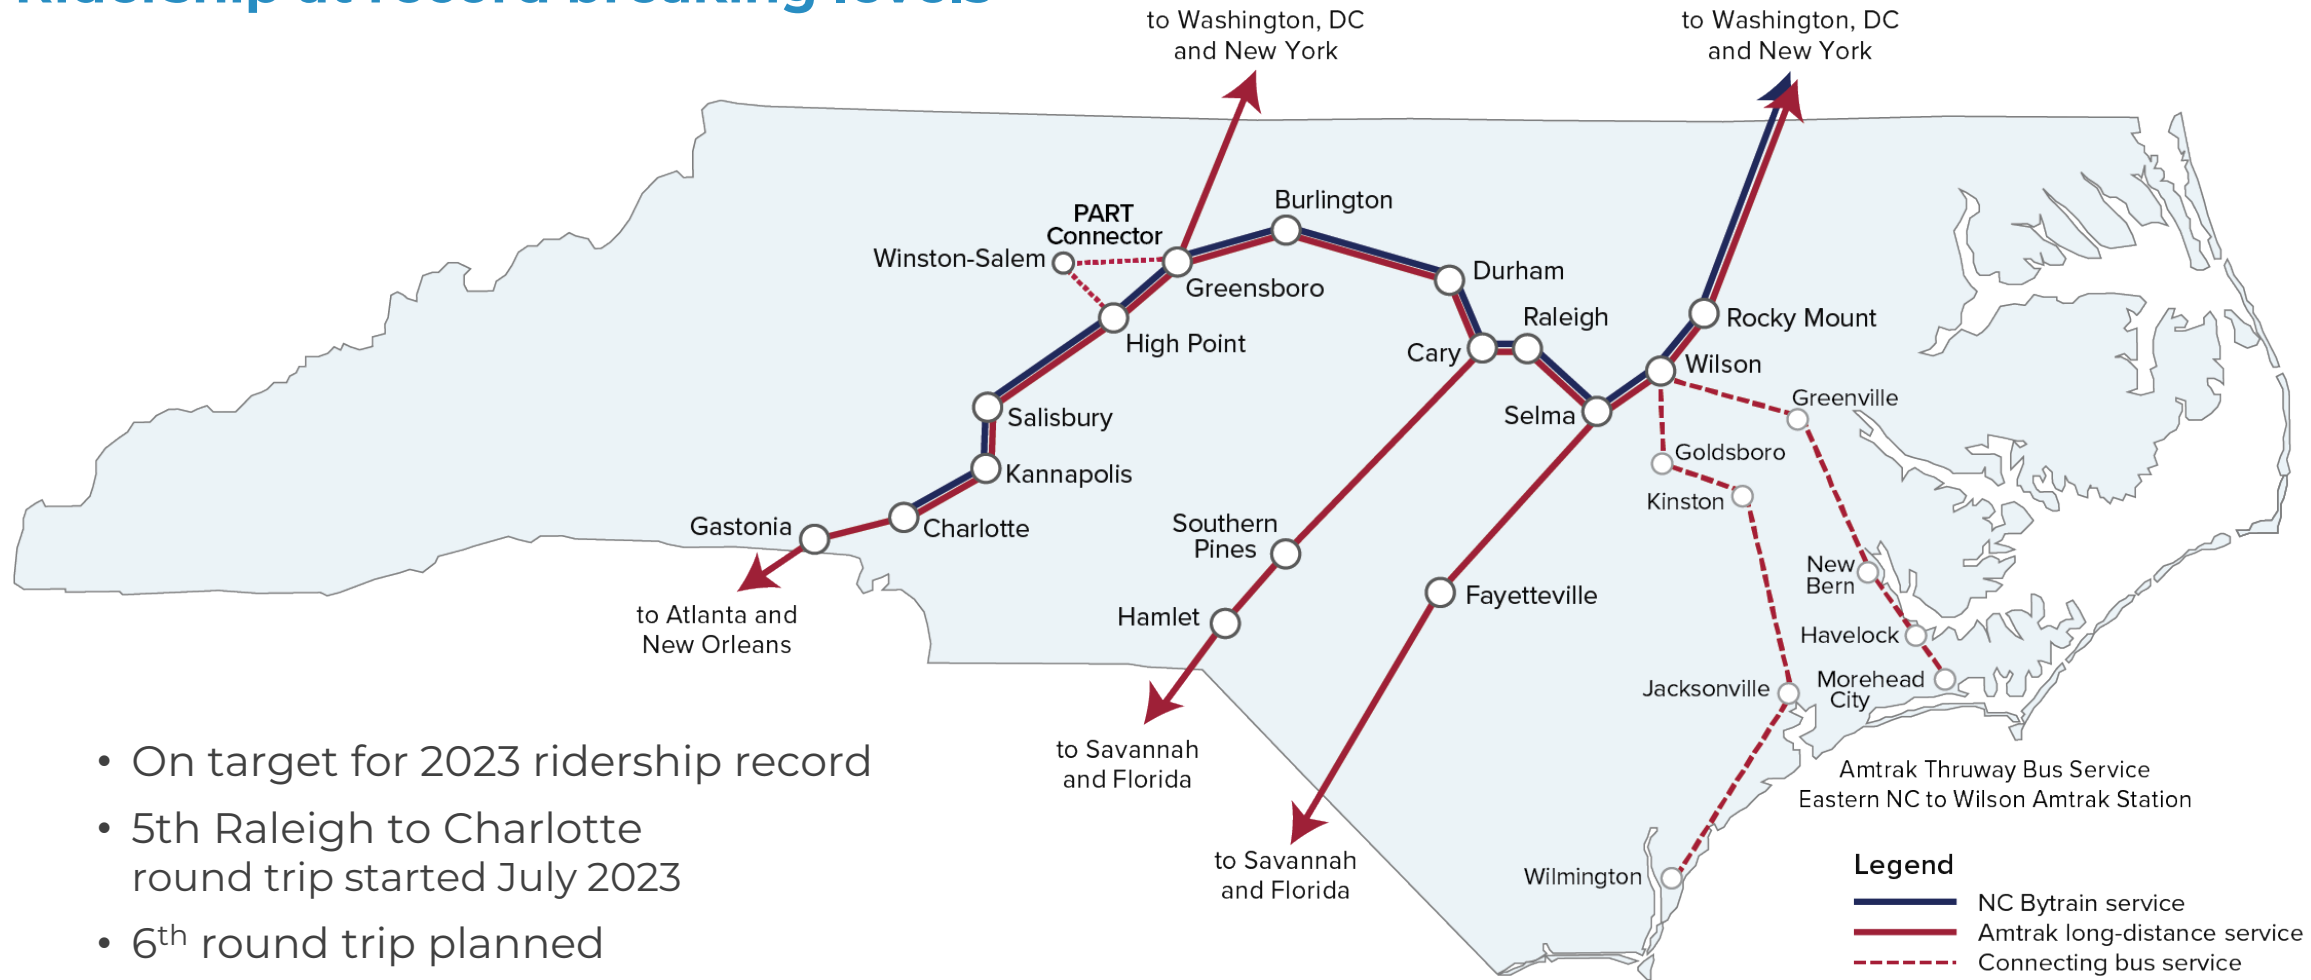 Ridership at record breaking levels
to Washington, DC
and New York
to Washington, DC
and New York
Burlington
PART
Connector
Winston-Salem
Durham
Greensboro
Raleigh
Rocky Mount
High Point
Cary
Wilson
Greenville
Salisbury
Selma
Goldsboro
Kannapolis
Kinston
Gastonia
Charlotte
Southern
Pines
New
Bern
to Atlanta and
New Orleans
Hamlet
Fayetteville
Havelock
Jacksonville
Morehead
City
to Savannah
and Florida
to Savannah
and Florida
Wilmington
Amtrak Thruway Bus Service
Eastern NC to Wilson Amtrak Station
• On target for 2023 ridership record
• 5th Raleigh to Charlotte
round trip started July 2023
• 6th round trip planned
Legend
NC Bytrain service
Amtrak long-distance service
Connecting bus service